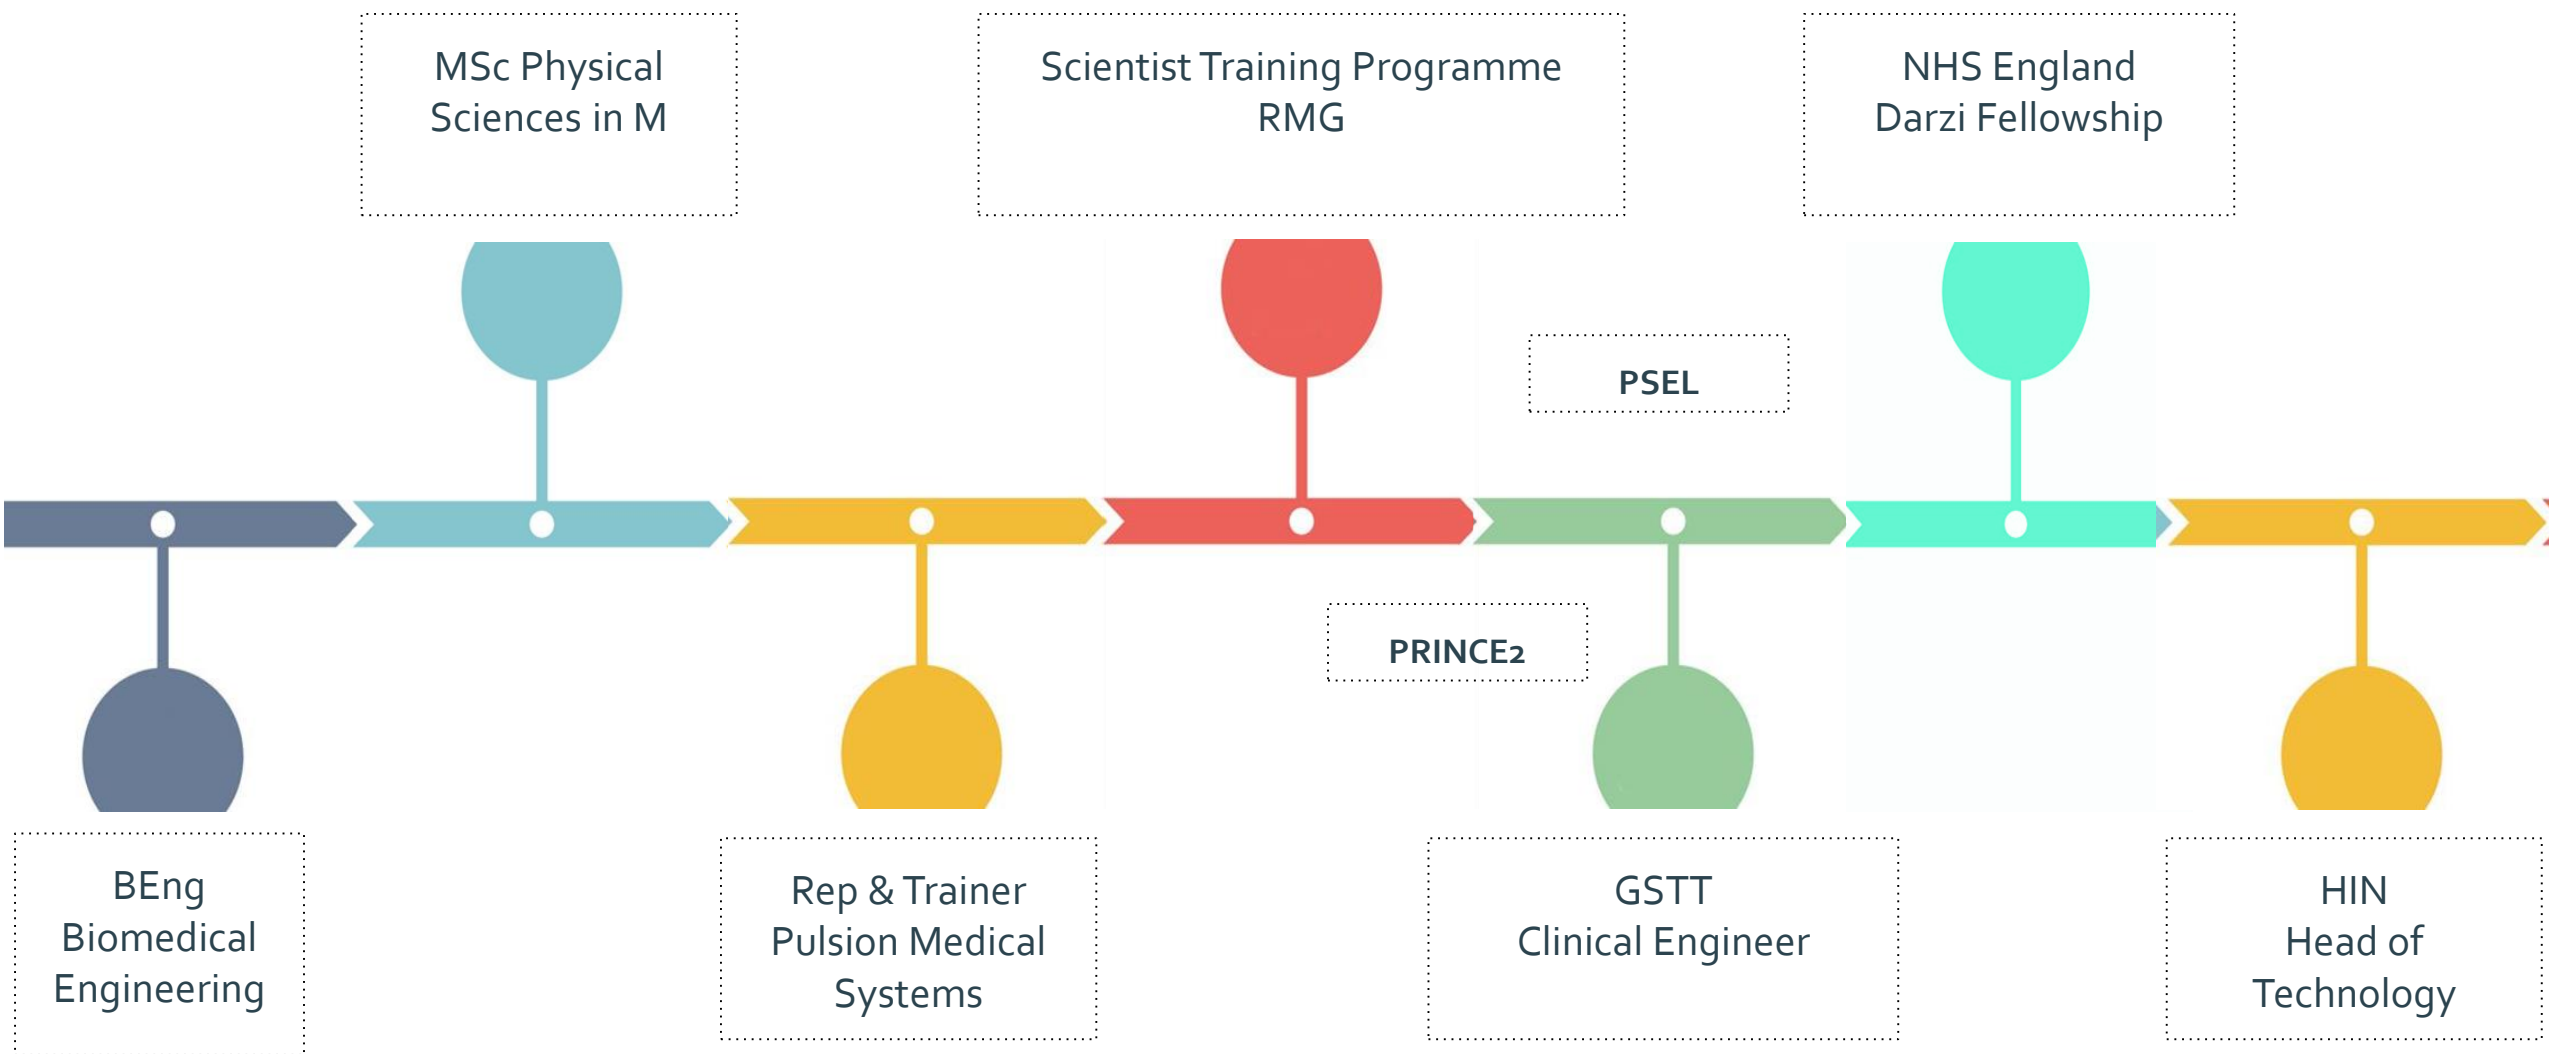 MSc Physical
Sciences in M
Scientist Training Programme
RMG
NHS England
Darzi Fellowship
PSEL
PRINCE2
BEng
Biomedical
Engineering
Rep & Trainer
Pulsion Medical
Systems
GSTT
Clinical Engineer
HIN
Head of
Technology